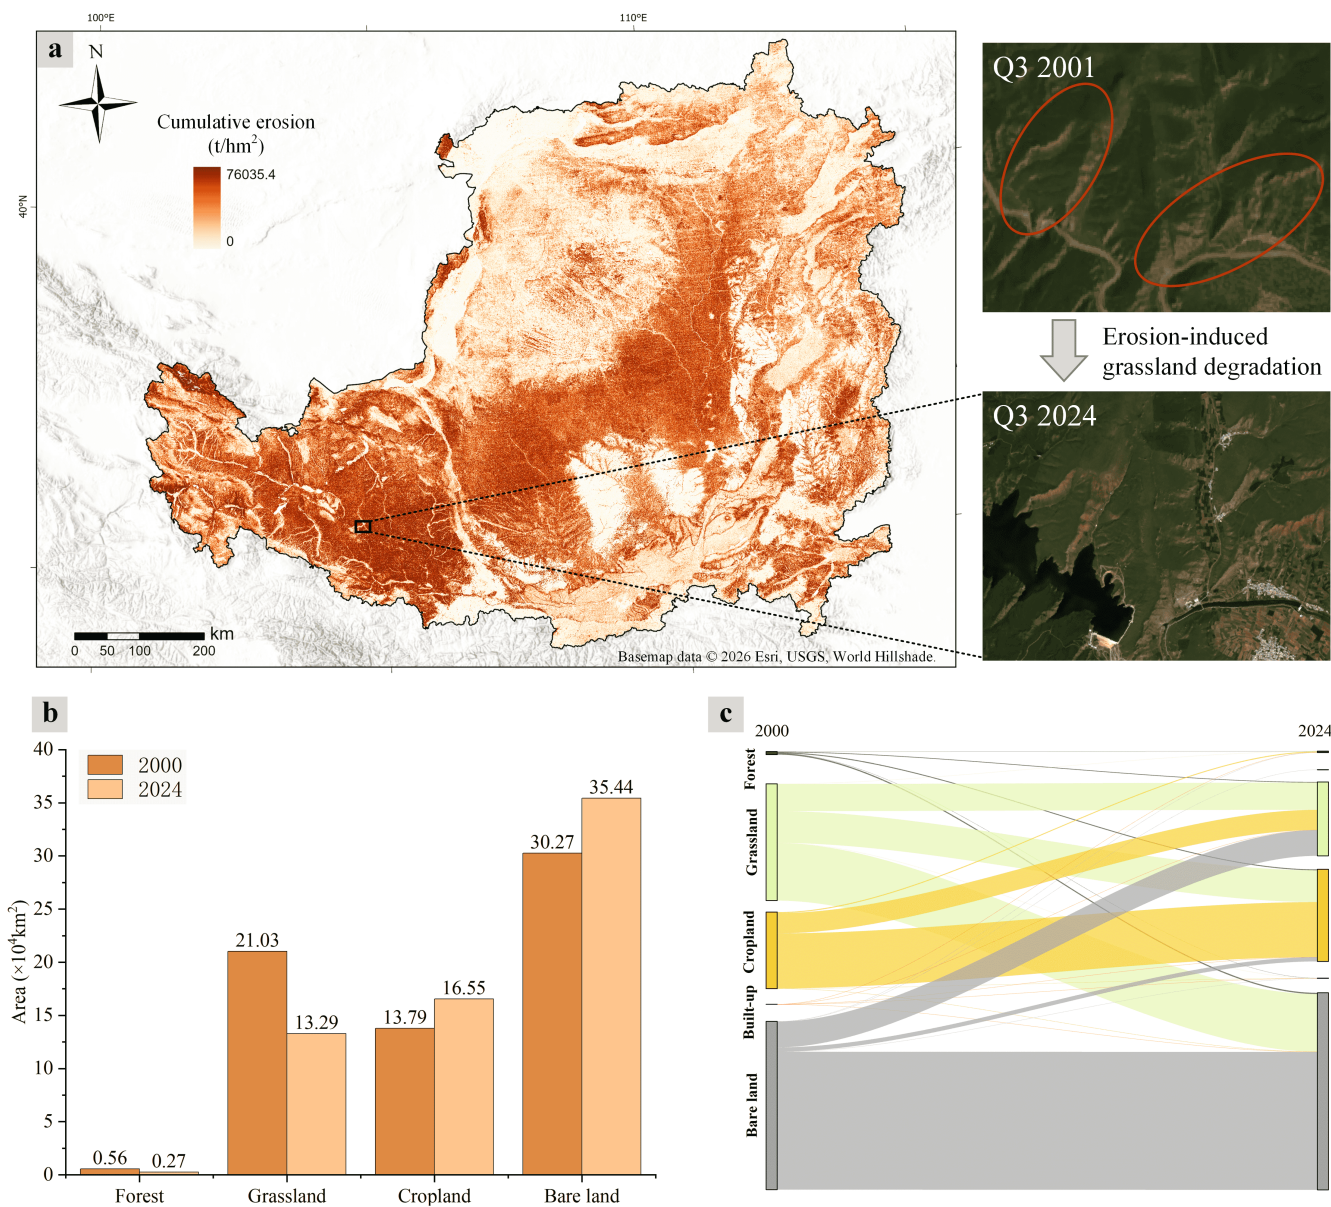 100°E
110°E
a
N
Cumulative erosion
(t/hm²)
76035.4
0
40°N
km
0 50 100 200
Basemap data © 2026 Esri, USGS, World Hillshade.
Q3 2001
Erosion-induced
grassland degradation
Q3 2024
b
2000
2024
Area (×10⁴km²)
40
35
30
25
20
15
10
5
0
0.56
0.27
21.03
13.29
13.79
16.55
30.27
35.44
Forest
Grassland
Cropland
Bare land
c
2000
2024
Forest
Grassland
Cropland
Built-up
Bare land